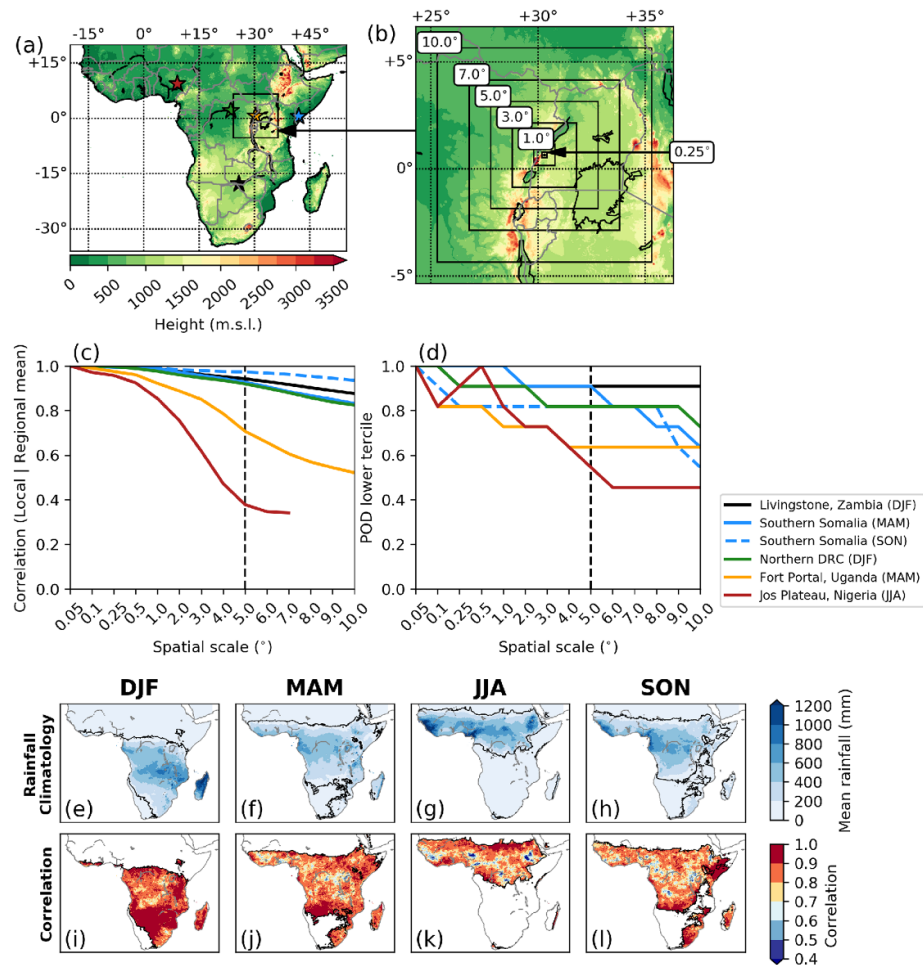 (a)
-15° 0° +15° +30° +45°
+15°
0°
-15°
-30°
0 500 1000 1500 2000 2500 3000 3500
Height (m.s.l.)
(b)
+25° +30° +35°
10.0°
+5°
7.0°
5.0°
3.0°
1.0°
0.25°
0°
-5°
(c)
Correlation (Local | Regional mean)
1.0
0.8
0.6
0.4
0.2
0.0
0.05 0.1 0.25 0.5 1.0 2.0 3.0 4.0 5.0 6.0 7.0 8.0 9.0 10.0
Spatial scale (°)
(d)
POD lower tercile
1.0
0.8
0.6
0.4
0.2
0.0
0.05 0.1 0.25 0.5 1.0 2.0 3.0 4.0 5.0 6.0 7.0 8.0 9.0 10.0
Spatial scale (°)
Livingstone, Zambia (DJF)
Southern Somalia (MAM)
Southern Somalia (SON)
Northern DRC (DJF)
Fort Portal, Uganda (MAM)
Jos Plateau, Nigeria (JJA)
DJF MAM JJA SON
Rainfall
Climatology
(e) (f) (g) (h)
1200
1000
800
600
400
200
0
Mean rainfall (mm)
Correlation
(i) (j) (k) (l)
1.0
0.9
0.8
0.7
0.6
0.5
0.4
Correlation